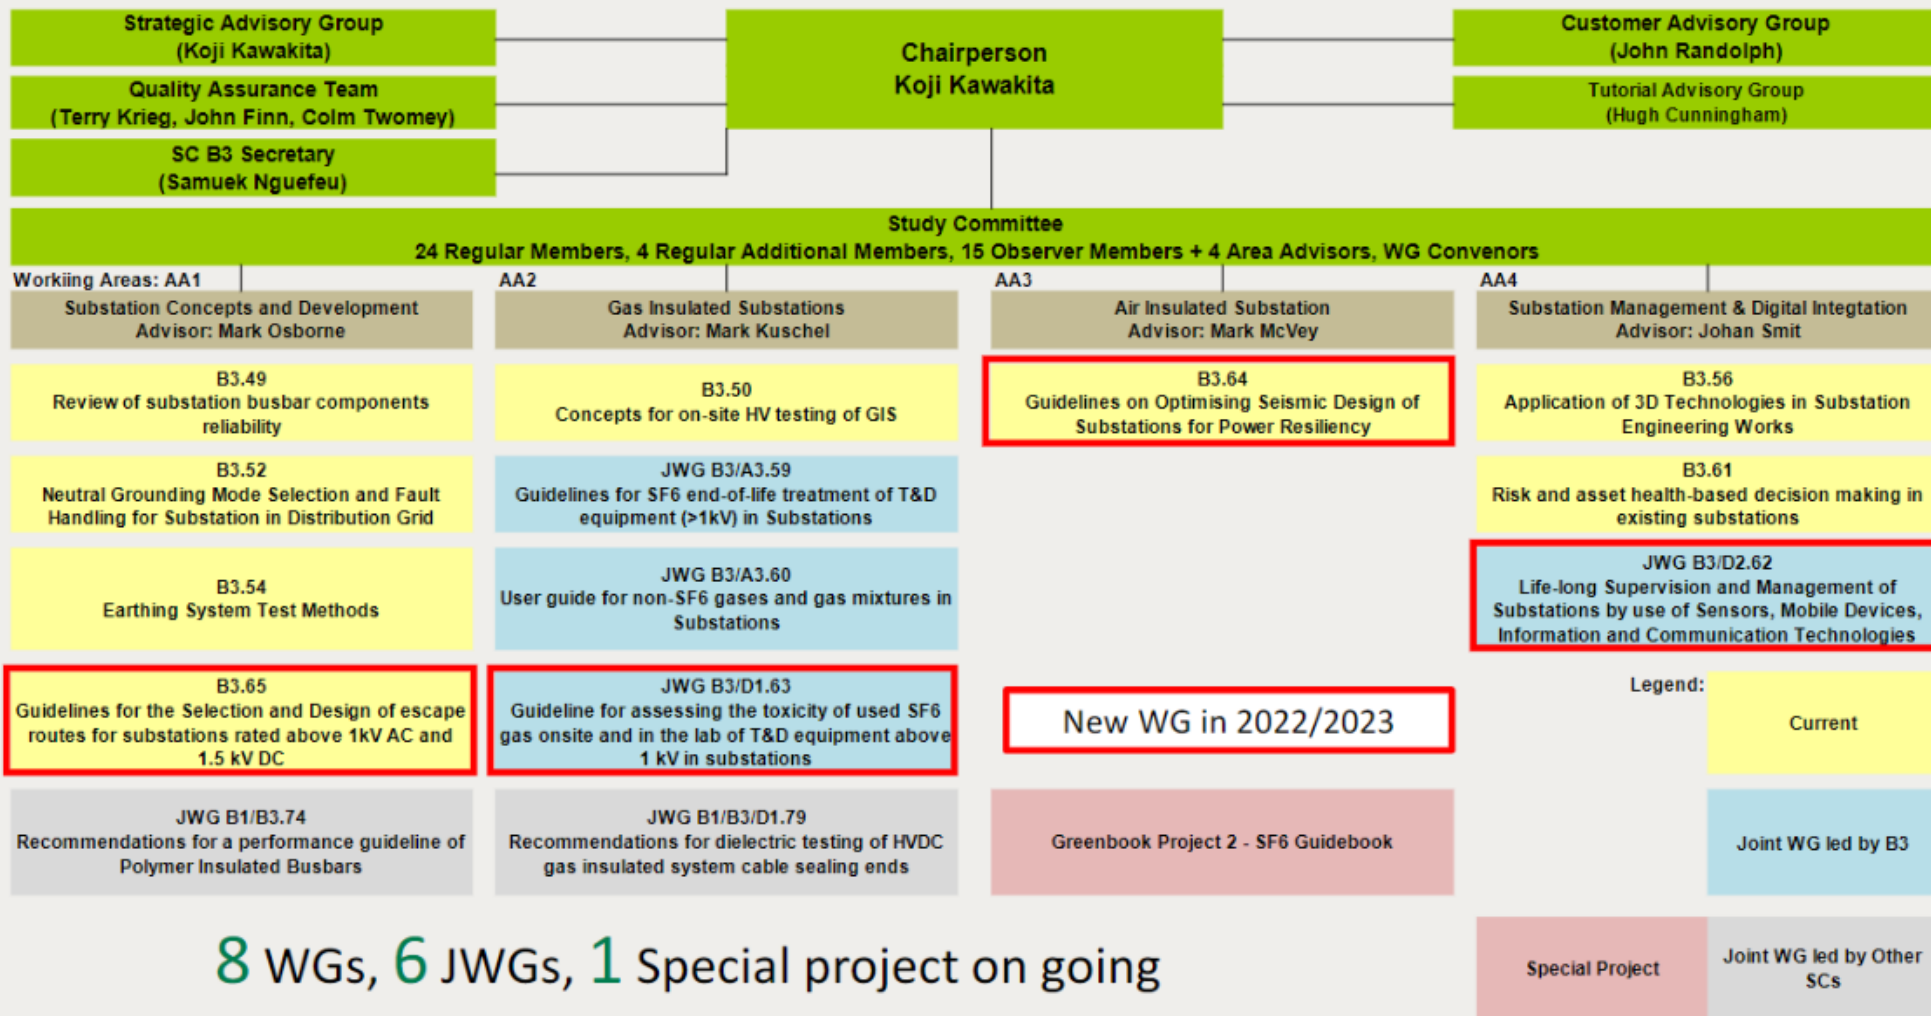 Strategic Advisory Group
(Koji Kawakita)
Quality Assurance Team
(Terry Krieg, John Finn, Colm Twomey)
SC B3 Secretary
(Samuek Nguefeu)
Chairperson
Koji Kawakita
Customer Advisory Group
(John Randolph)
Tutorial Advisory Group
(Hugh Cunningham)
Study Committee
24 Regular Members, 4 Regular Additional Members, 15 Observer Members + 4 Area Advisors, WG Convenors
Workiing Areas: AA1
Substation Concepts and Development
Advisor: Mark Osborne
B3.49
Review of substation busbar components
reliability
B3.52
Neutral Grounding Mode Selection and Fault
Handling for Substation in Distribution Grid
B3.54
Earthing System Test Methods
B3.65
Guidelines for the Selection and Design of escape
routes for substations rated above 1kV AC and
1.5 kV DC
JWG B1/B3.74
Recommendations for a performance guideline of
Polymer Insulated Busbars
AA2
Gas Insulated Substations
Advisor: Mark Kuschel
B3.50
Concepts for on-site HV testing of GIS
JWG B3/A3.59
Guidelines for SF6 end-of-life treatment of T&D
equipment (>1kV) in Substations
JWG B3/A3.60
User guide for non-SF6 gases and gas mixtures in
Substations
JWG B3/D1.63
Guideline for assessing the toxicity of used SF6
gas onsite and in the lab of T&D equipment above
1 kV in substations
JWG B1/B3/D1.79
Recommendations for dielectric testing of HVDC
gas insulated system cable sealing ends
AA3
Air Insulated Substation
Advisor: Mark McVey
B3.64
Guidelines on Optimising Seismic Design of
Substations for Power Resiliency
New WG in 2022/2023
Greenbook Project 2 - SF6 Guidebook
AA4
Substation Management & Digital Integtation
Advisor: Johan Smit
B3.56
Application of 3D Technologies in Substation
Engineering Works
B3.61
Risk and asset health-based decision making in
existing substations
JWG B3/D2.62
Life-long Supervision and Management of
Substations by use of Sensors, Mobile Devices,
Information and Communication Technologies
Legend:
Current
Joint WG led by B3
Special Project
Joint WG led by Other
SCs
8 WGs, 6 JWGs, 1 Special project on going